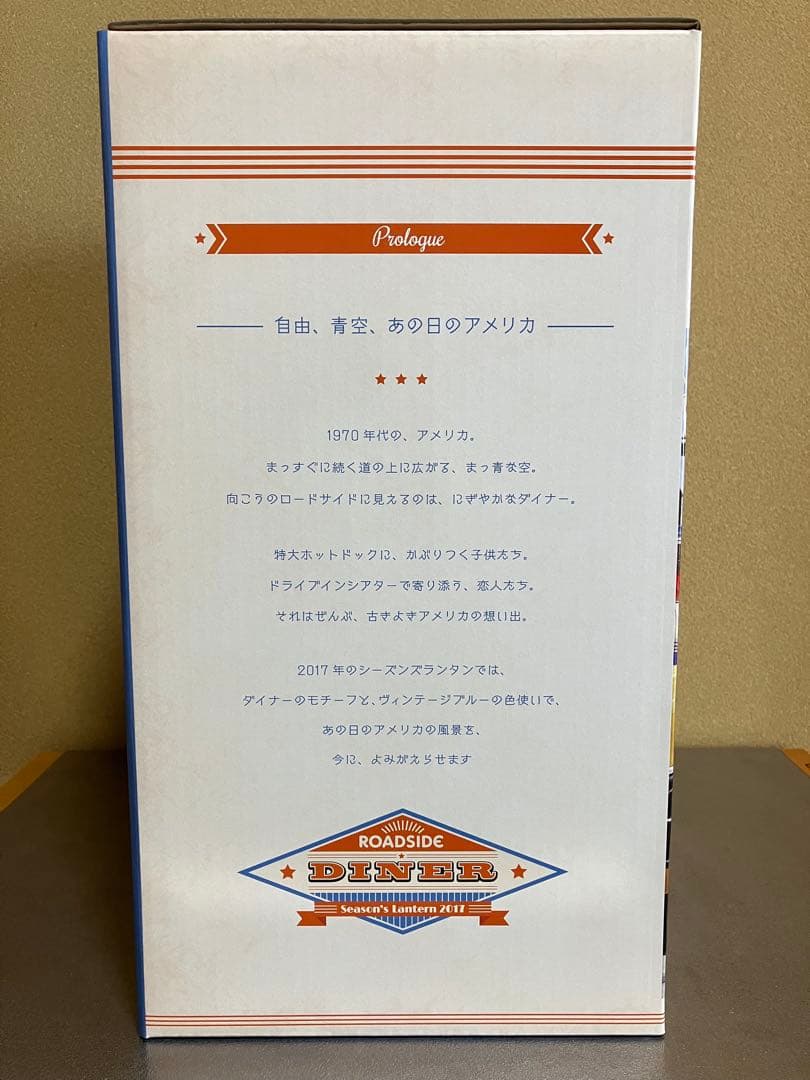 Prologue
自由、青空、あの日のアメリカ
1970年代の、アメリカ。
まっすぐに続く道の上に広がる、まっ青な空。
向こうのロードサイドに見えるのは、にぎやかなダイナー。
特大ホットドックに、かぶりつく子供たち。
ドライブインシアターで寄り添う、恋人たち。
それはぜんぶ、古きよきアメリカの想い出。
2017年のシーズンズランタンでは、
ダイナーのモチーフと、ヴィンテージブルーの色使いで、
あの日のアメリカの風景を、
今に、よみがえらせます
ROADSIDE
DINER
Season's Lantern 2017